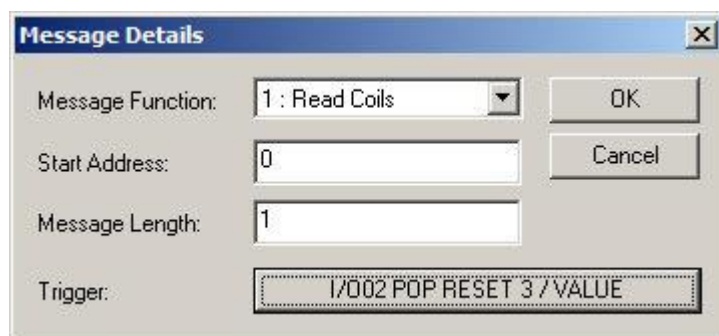 Message Details
Message Function: 1 : Read Coils OK
Start Address: 0 Cancel
Message Length: 1
Trigger: I/O02 POP RESET 3 / VALUE